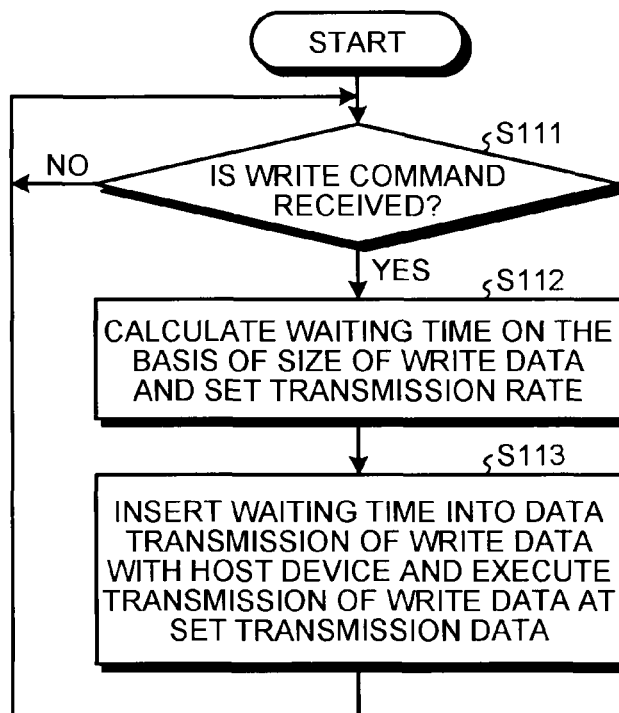 START
S111
NO
IS WRITE COMMAND
RECEIVED?
YES
S112
CALCULATE WAITING TIME ON THE
BASIS OF SIZE OF WRITE DATA
AND SET TRANSMISSION RATE
S113
INSERT WAITING TIME INTO DATA
TRANSMISSION OF WRITE DATA
WITH HOST DEVICE AND EXECUTE
TRANSMISSION OF WRITE DATA AT
SET TRANSMISSION DATA